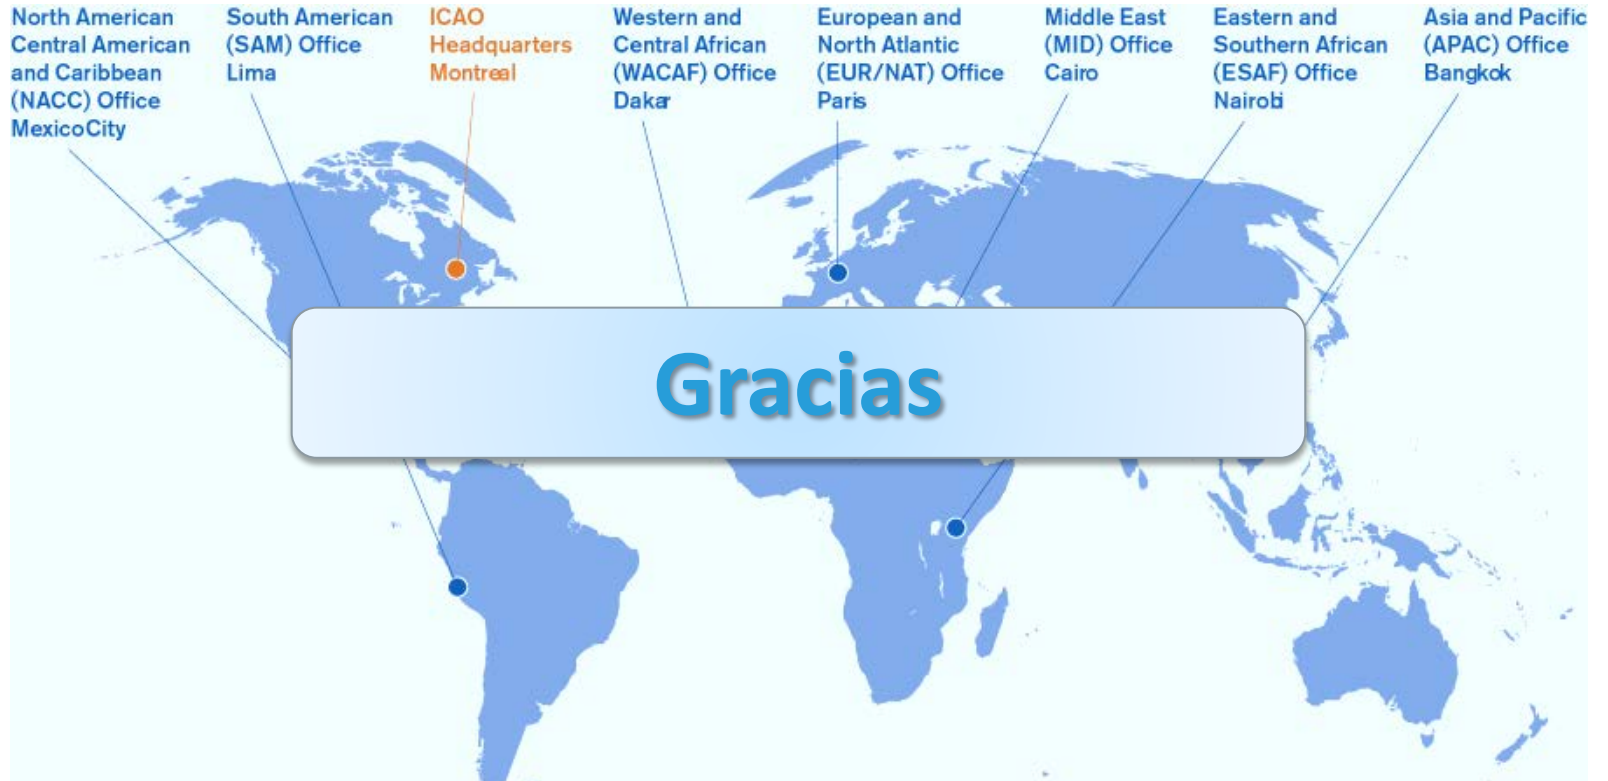 North American
Central American
and Caribbean
(NACC) Office
MexicoCity
South American
(SAM) Office
Lima
ICAO
Headquarters
Montreal
Western and
Central African
(WACAF) Office
Dakar
European and
North Atlantic
(EUR/NAT) Office
Paris
Middle East
(MID) Office
Cairo
Eastern and
Southern African
(ESAF) Office
Nairobi
Asia and Pacific
(APAC) Office
Bangkok
Gracias